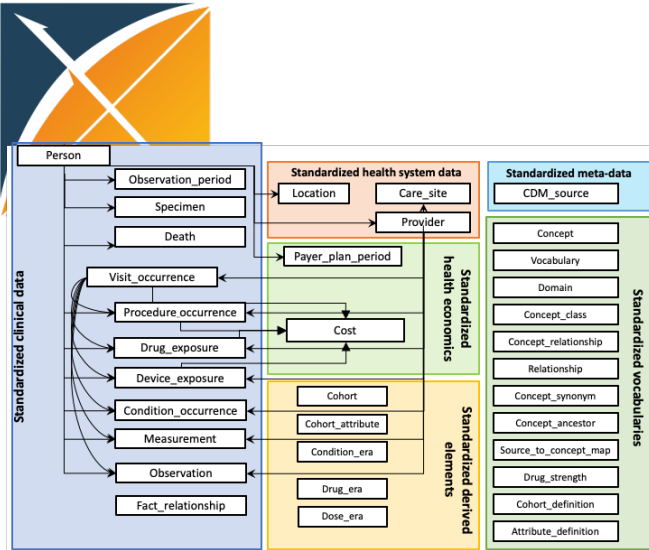 Person
Standardized clinical data
Observation_period
Specimen
Death
Visit_occurrence
Procedure_occurrence
Drug_exposure
Device_exposure
Condition_occurrence
Measurement
Observation
Fact_relationship
Standardized health system data
Location
Care_site
Provider
Payer_plan_period
Cost
Standardized
health economics
Cohort
Cohort_attribute
Condition_era
Drug_era
Dose_era
Standardized derived
elements
Standardized meta-data
CDM_source
Concept
Vocabulary
Domain
Concept_class
Concept_relationship
Relationship
Concept_synonym
Concept_ancestor
Source_to_concept_map
Drug_strength
Cohort_definition
Attribute_definition
Standardized vocabularies